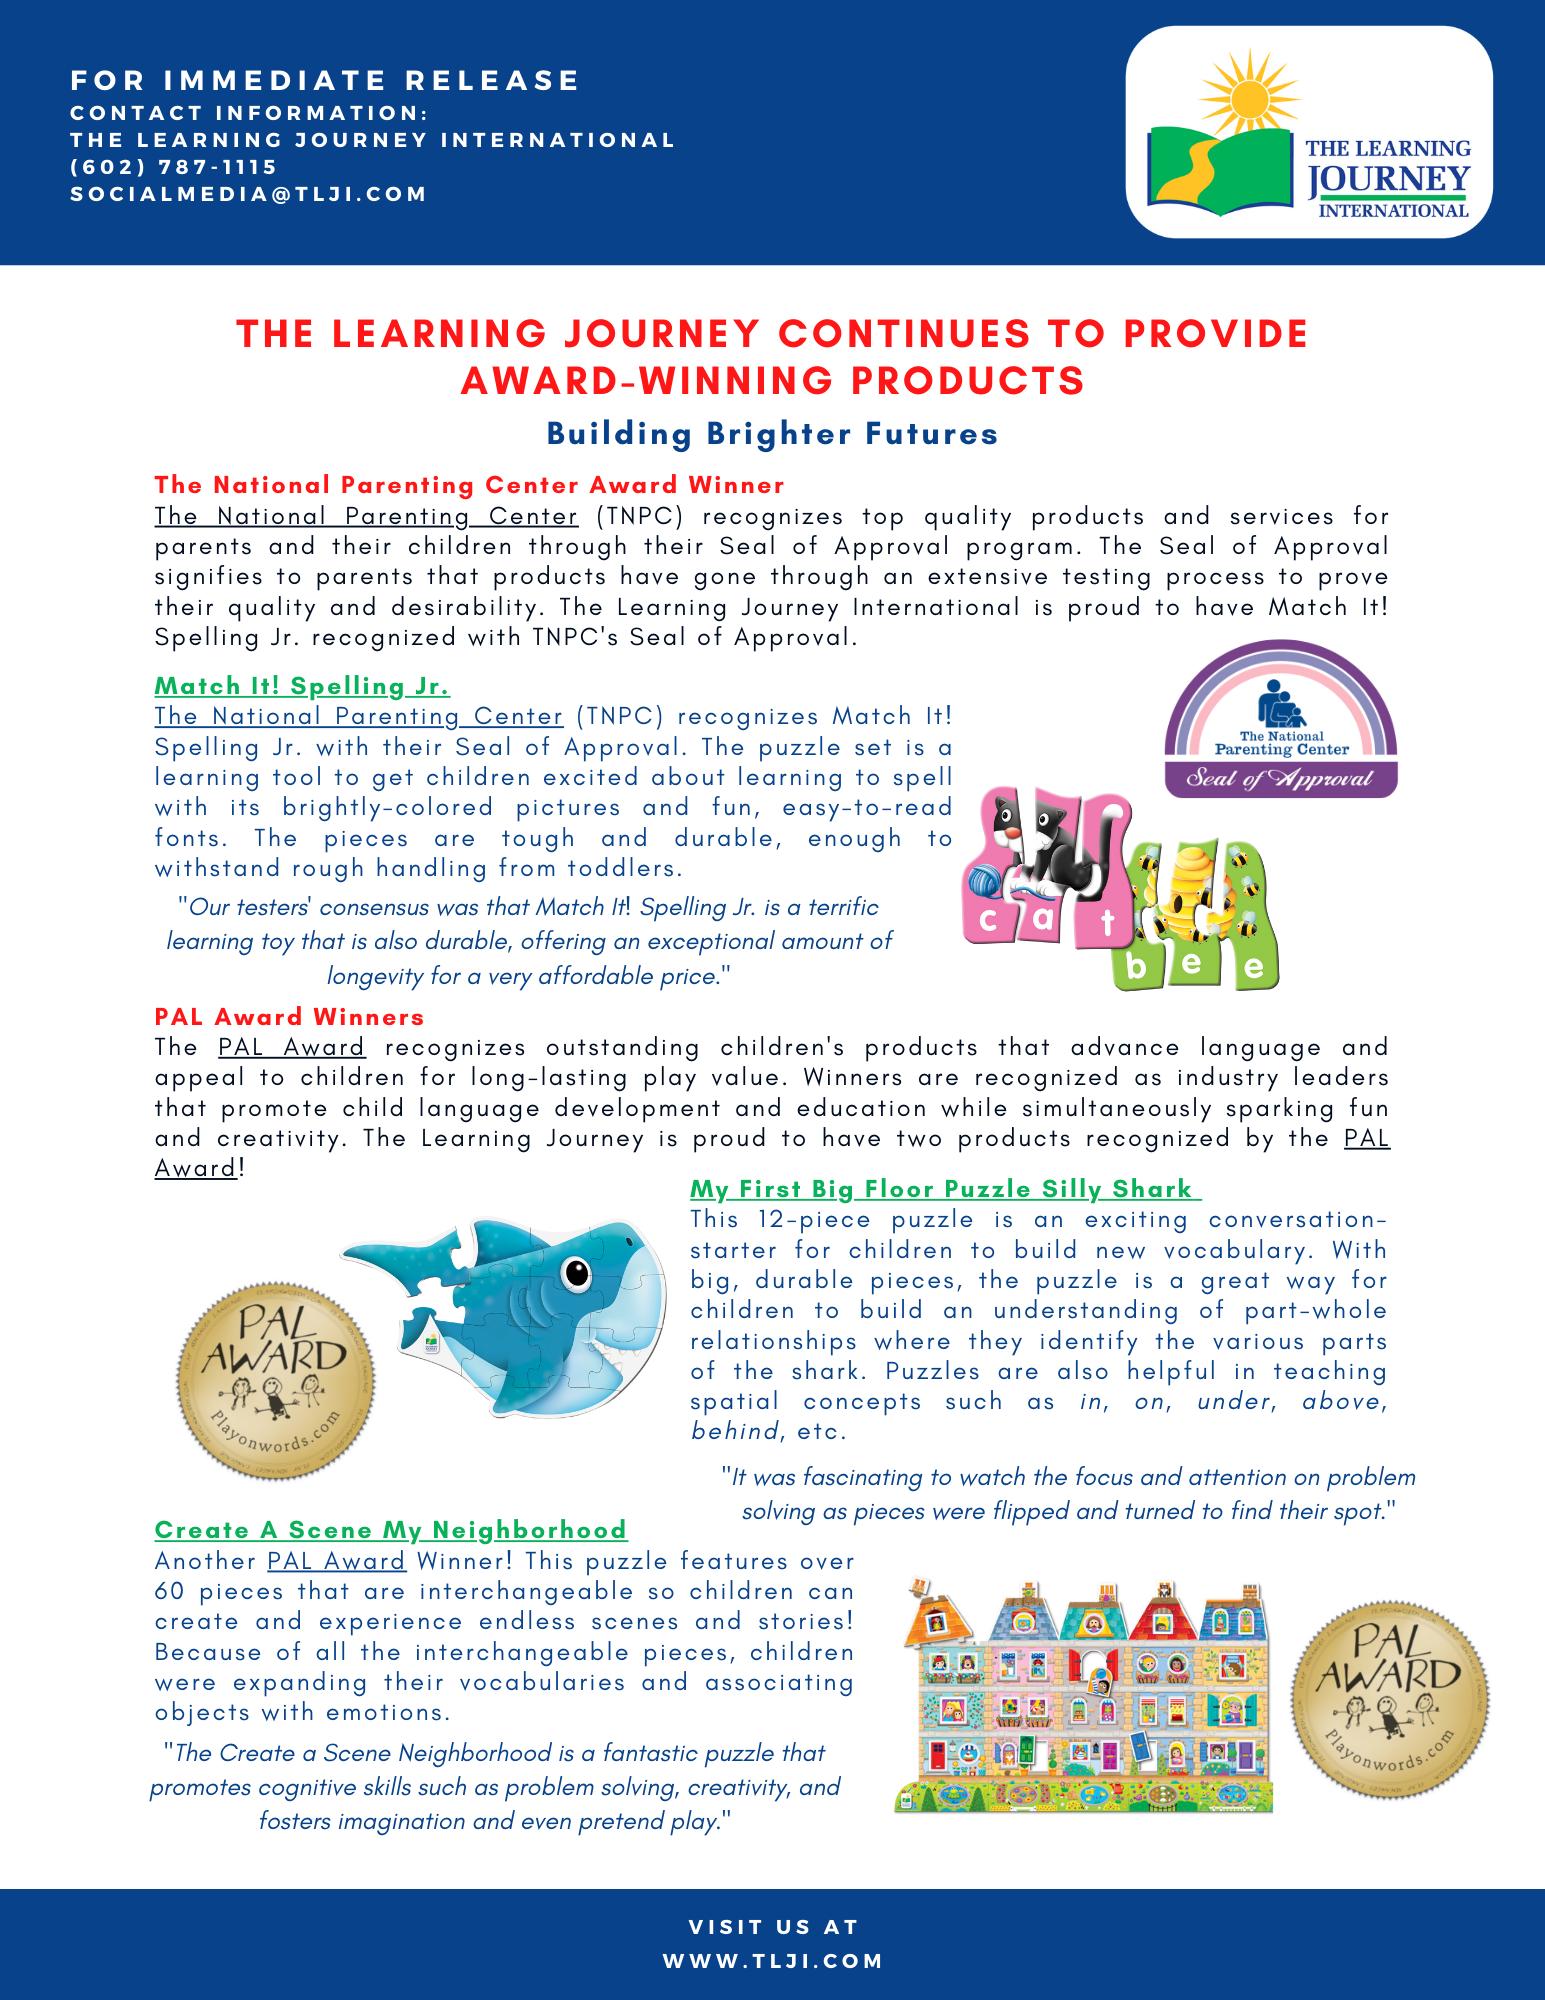 FOR IMMEDIATE RELEASE
CONTACT INFORMATION:
THE LEARNING JOURNEY INTERNATIONAL
(602) 787-1115
SOCIALMEDIA@TLJI.COM
THE LEARNING
JOURNEY
INTERNATIONAL
THE LEARNING JOURNEY CONTINUES TO PROVIDE
AWARD-WINNING PRODUCTS
Building Brighter Futures
The National Parenting Center Award Winner
The National Parenting Center (TNPC) recognizes top quality products and services for
parents and their children through their Seal of Approval program. The Seal of Approval
signifies to parents that products have gone through an extensive testing process to prove
their quality and desirability. The Learning Journey International is proud to have Match It!
Spelling Jr. recognized with TNPC's Seal of Approval.
Match It! Spelling Jr.
The National Parenting Center (TNPC) recognizes Match It!
Spelling Jr. with their Seal of Approval. The puzzle set is a
learning tool to get children excited about learning to spell
with its brightly-colored pictures and fun, easy-to-read
fonts. The pieces are tough and durable, enough to
withstand rough handling from toddlers.
"Our testers' consensus was that Match It! Spelling Jr. is a terrific
learning toy that is also durable, offering an exceptional amount of
longevity for a very affordable price."
The National
Parenting Center
Seal of Approval
c a t
b e e
PAL Award Winners
The PAL Award recognizes outstanding children's products that advance language and
appeal to children for long-lasting play value. Winners are recognized as industry leaders
that promote child language development and education while simultaneously sparking fun
and creativity. The Learning Journey is proud to have two products recognized by the PAL
Award!
PAL
AWARD
Playonwords.com
My First Big Floor Puzzle Silly Shark
This 12-piece puzzle is an exciting conversation-
starter for children to build new vocabulary. With
big, durable pieces, the puzzle is a great way for
children to build an understanding of part-whole
relationships where they identify the various parts
of the shark. Puzzles are also helpful in teaching
spatial concepts such as in, on, under, above,
behind, etc.
"It was fascinating to watch the focus and attention on problem
solving as pieces were flipped and turned to find their spot."
Create A Scene My Neighborhood
Another PAL Award Winner! This puzzle features over
60 pieces that are interchangeable so children can
create and experience endless scenes and stories!
Because of all the interchangeable pieces, children
were expanding their vocabularies and associating
objects with emotions.
"The Create a Scene Neighborhood is a fantastic puzzle that
promotes cognitive skills such as problem solving, creativity, and
fosters imagination and even pretend play."
PAL
AWARD
Playonwords.com
VISIT US AT
WWW.TLJI.COM